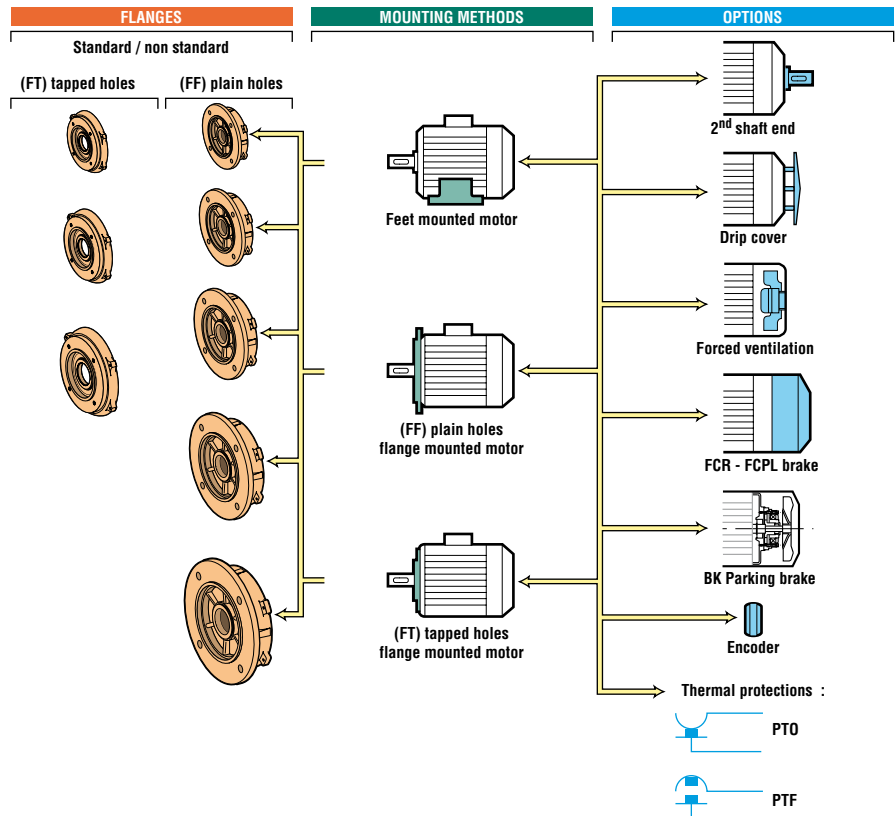 FLANGES
MOUNTING METHODS
OPTIONS
Standard / non standard
(FT) tapped holes
(FF) plain holes
2nd shaft end
Drip cover
Feet mounted motor
Forced ventilation
(FF) plain holes
flange mounted motor
FCR - FCPL brake
BK Parking brake
(FT) tapped holes
flange mounted motor
Encoder
Thermal protections :
PTO
PTF